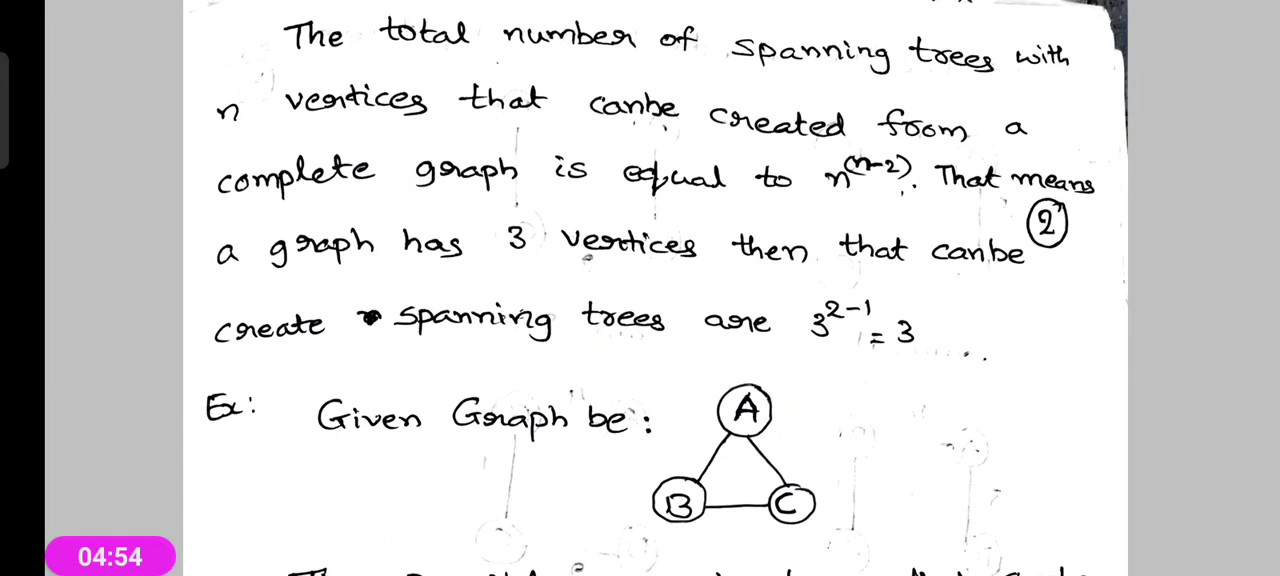 The total number of spanning trees with
n vertices that canbe created from a
complete graph is equal to n^(n-2). That means
2
a graph has 3 vertices then that canbe
create spanning trees are 3^2-1 = 3
Ex: Given Graph be:
A
B C
04:54